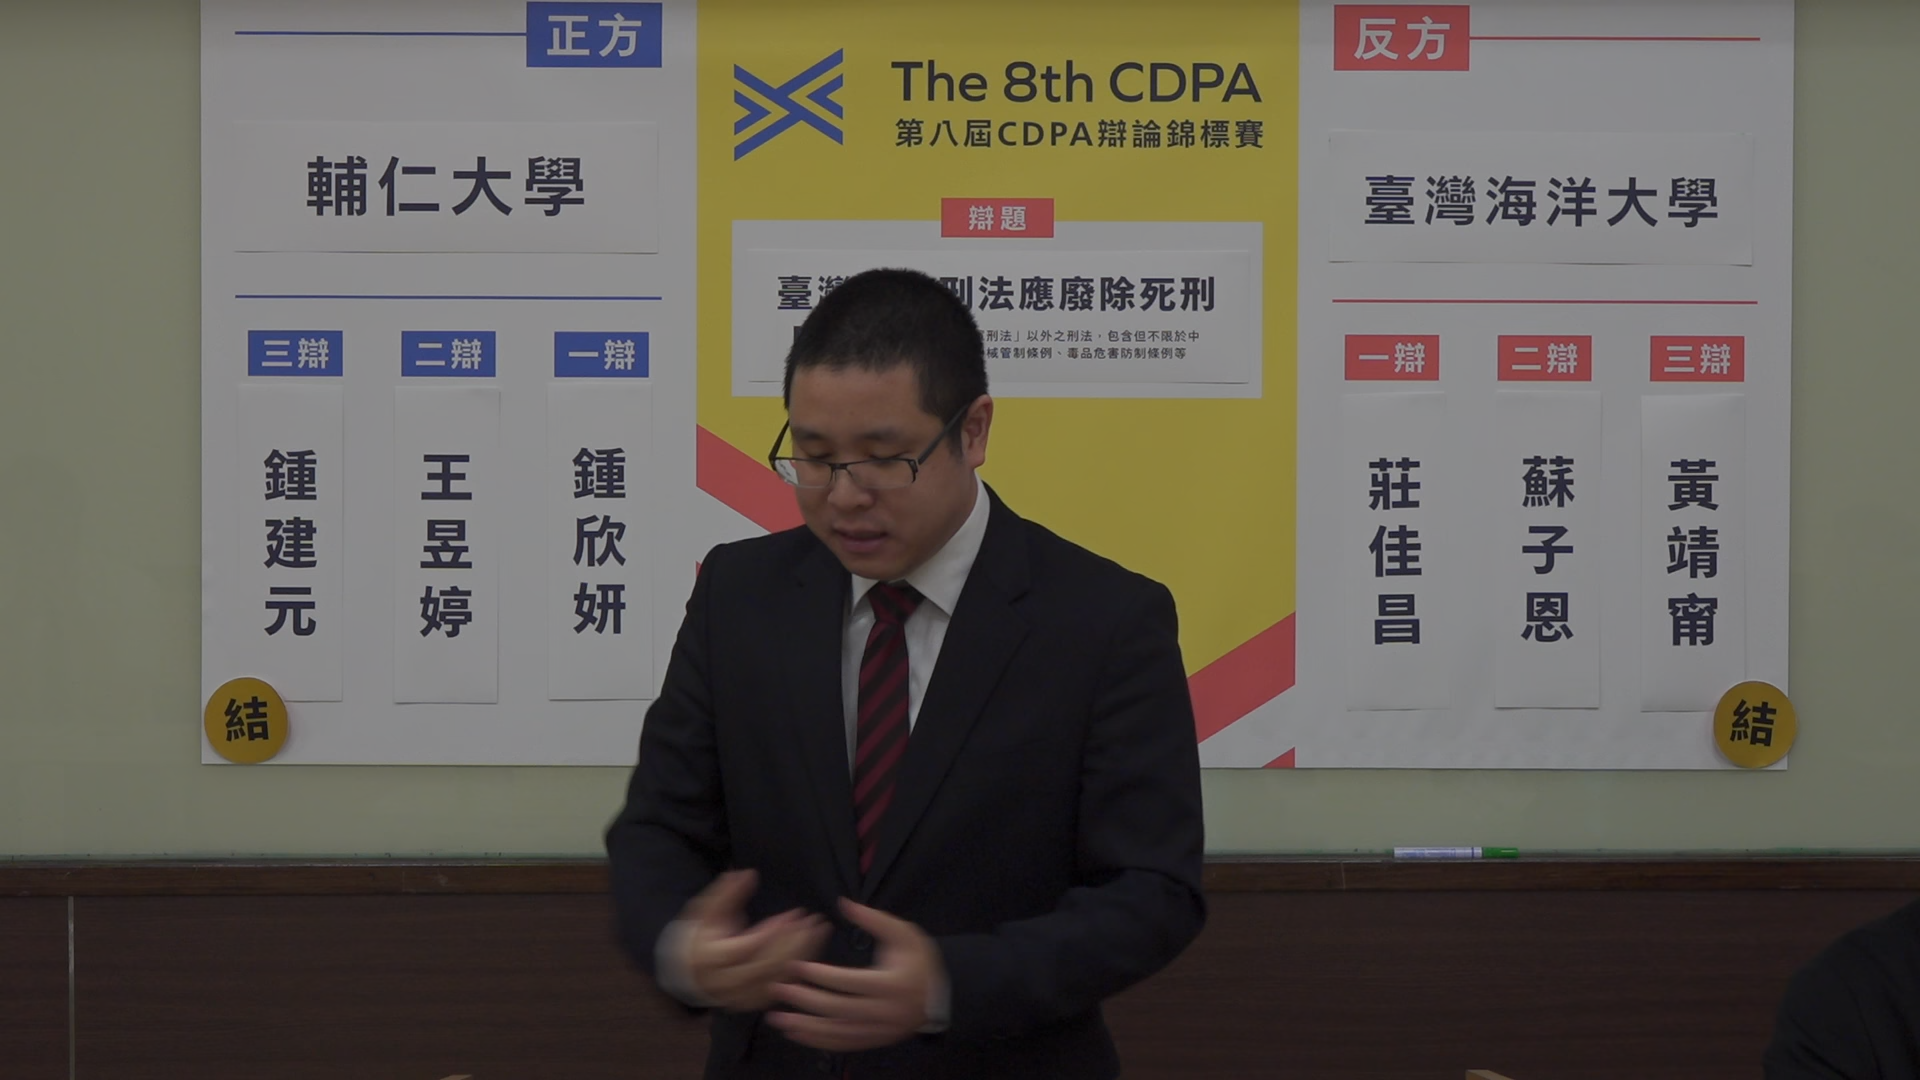 正方
輔仁大學
三辯
二辯
一辯
鍾建元
王昱婷
鍾欣妍
結
The 8th CDPA
第八屆CDPA辯論錦標賽
辯題
臺灣 刑法應廢除死刑
刑法」以外之刑法,包含但不限於中
械管制條例、毒品危害防制條例等
反方
臺灣海洋大學
一辯
二辯
三辯
莊佳昌
蘇子恩
黃靖甯
結